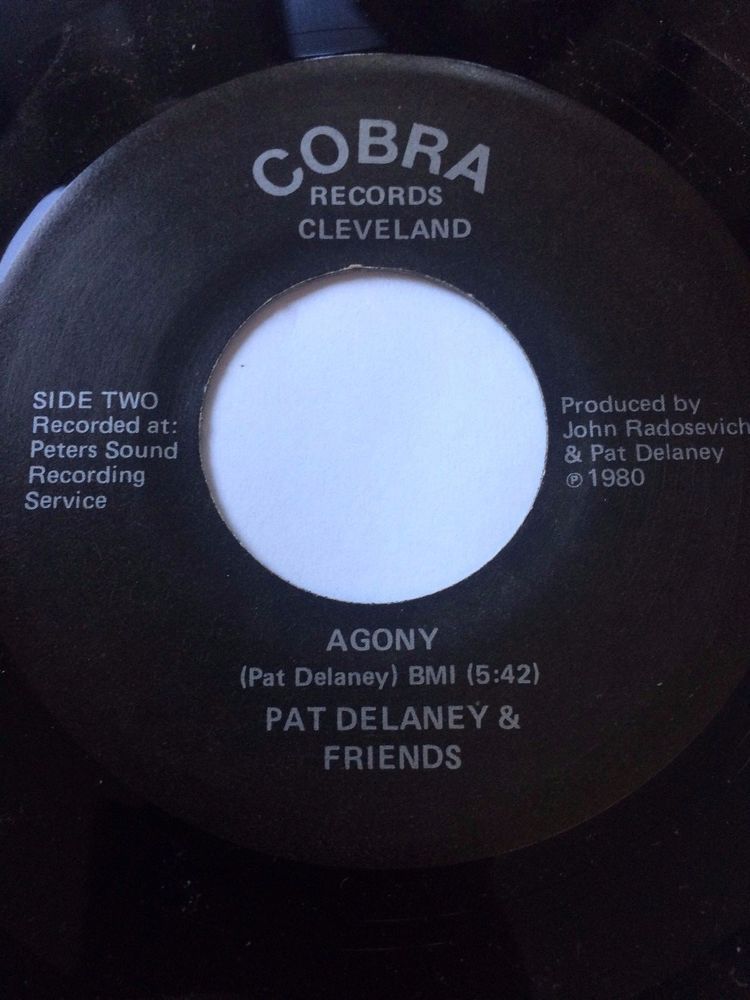 COBRA
RECORDS
CLEVELAND
SIDE TWO
Recorded at:
Peters Sound
Recording
Service
Produced by
John Radosevich
& Pat Delaney
℗ 1980
AGONY
(Pat Delaney) BMI (5:42)
PAT DELANEY &
FRIENDS